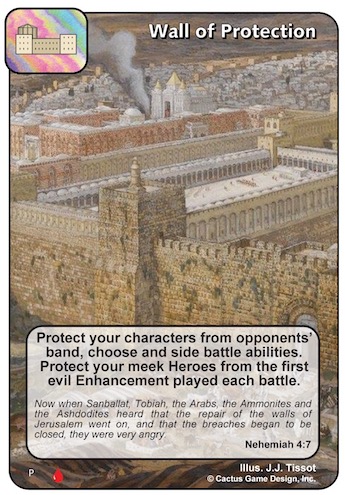 Wall of Protection
Protect your characters from opponents'
band, choose and side battle abilities.
Protect your meek Heroes from the first
evil Enhancement played each battle.
Now when Sanballat, Tobiah, the Arabs, the Ammonites and
the Ashdodites heard that the repair of the walls of
Jerusalem went on, and that the breaches began to be
closed, they were very angry.
Nehemiah 4:7
Illus. J.J. Tissot
P
© Cactus Game Design, Inc.